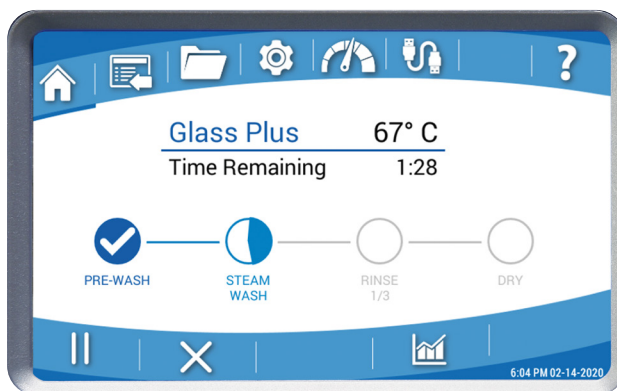 ?
Glass Plus 67° C
Time Remaining 1:28
PRE-WASH
STEAM
WASH
RINSE
1/3
DRY
6:04 PM 02-14-2020